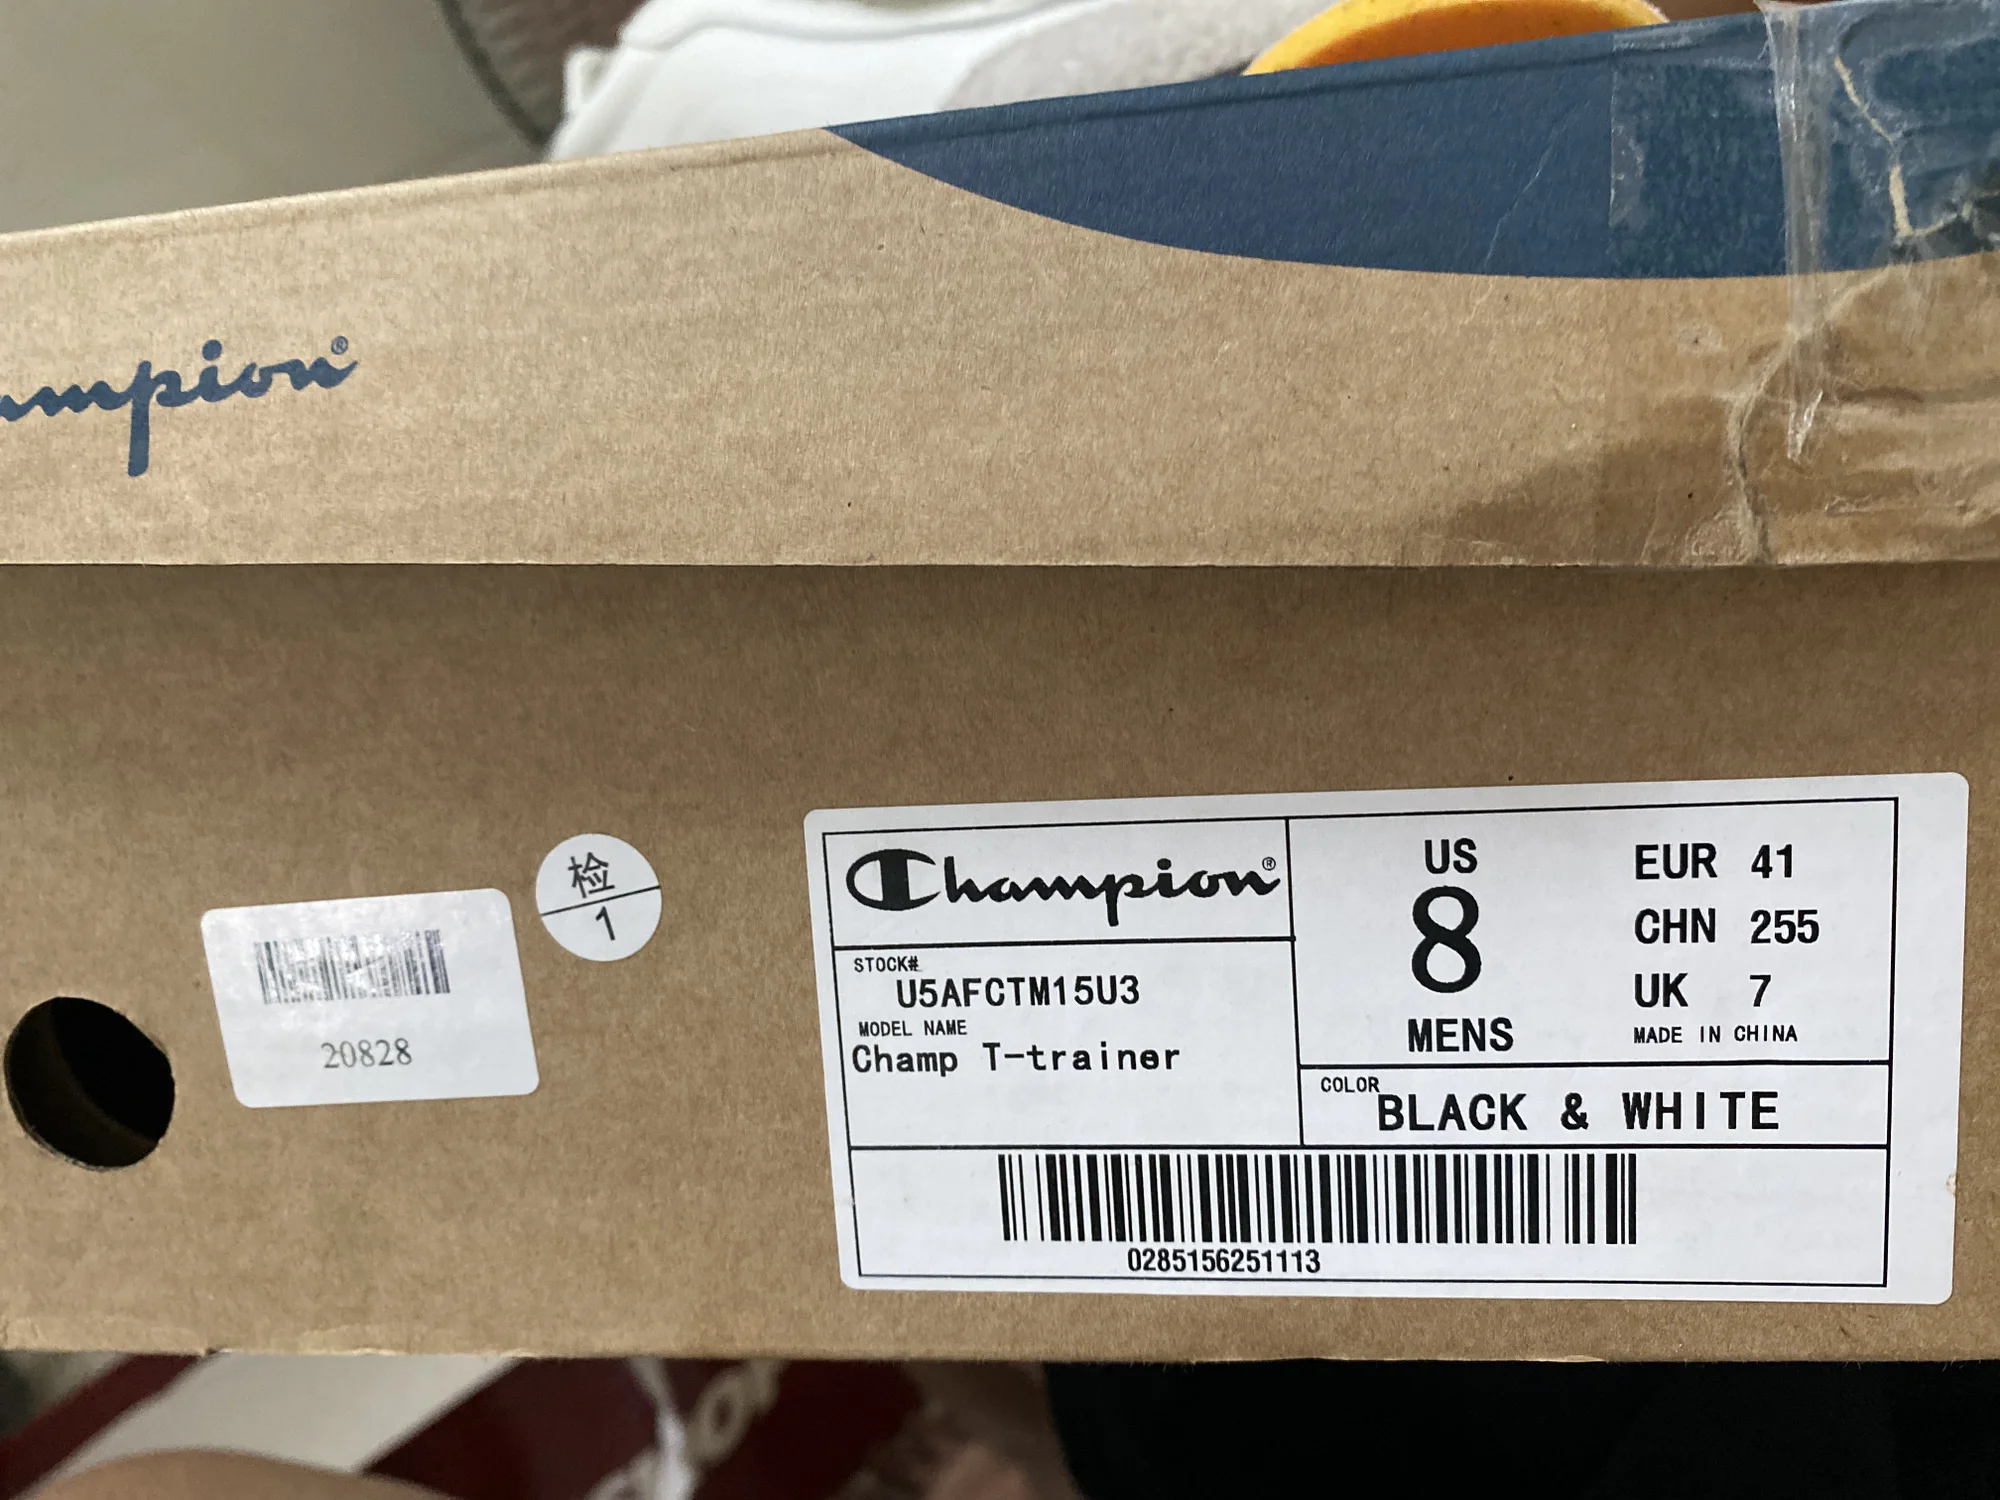 mpion®
检
1
20828
Champion®
STOCK#
U5AFCTM15U3
MODEL NAME
Champ T-trainer
US
8
MENS
EUR 41
CHN 255
UK 7
MADE IN CHINA
COLOR
BLACK & WHITE
0285156251113